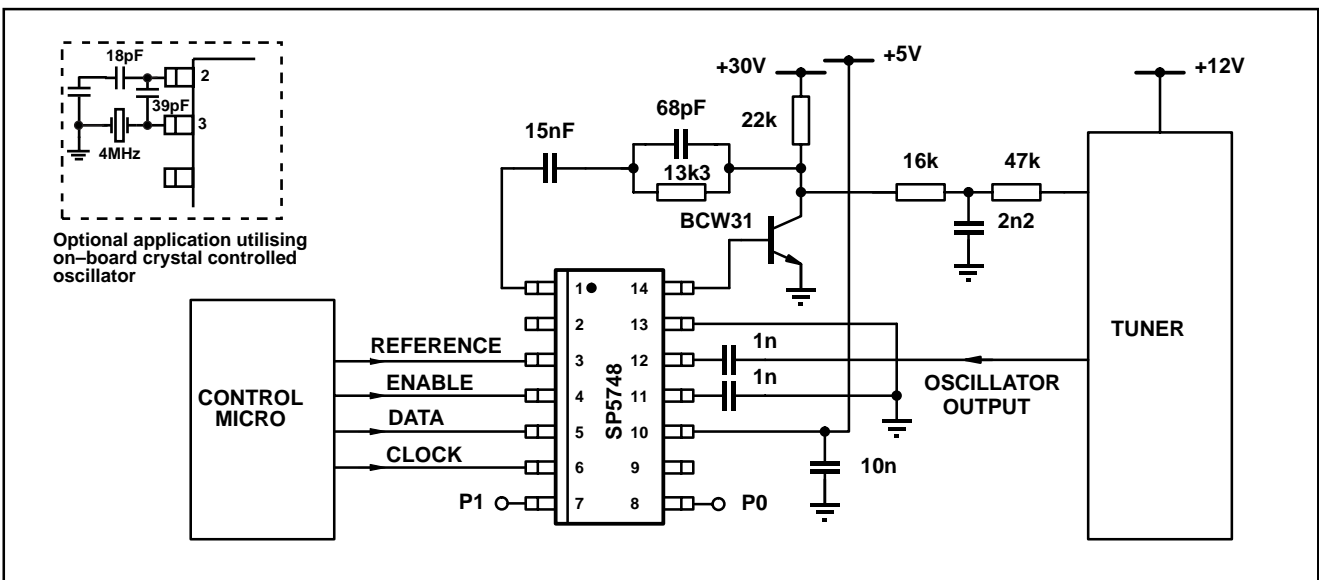 18pF
2
39pF
3
4MHz
Optional application utilising
on–board crystal controlled
oscillator
+30V
+5V
+12V
68pF
22k
15nF
13k3
16k
47k
BCW31
2n2
1
14
2
13
3
12
4
11
5
10
6
9
7
8
SP5748
CONTROL
MICRO
REFERENCE
ENABLE
DATA
CLOCK
P1
P0
1n
1n
OSCILLATOR
OUTPUT
10n
TUNER